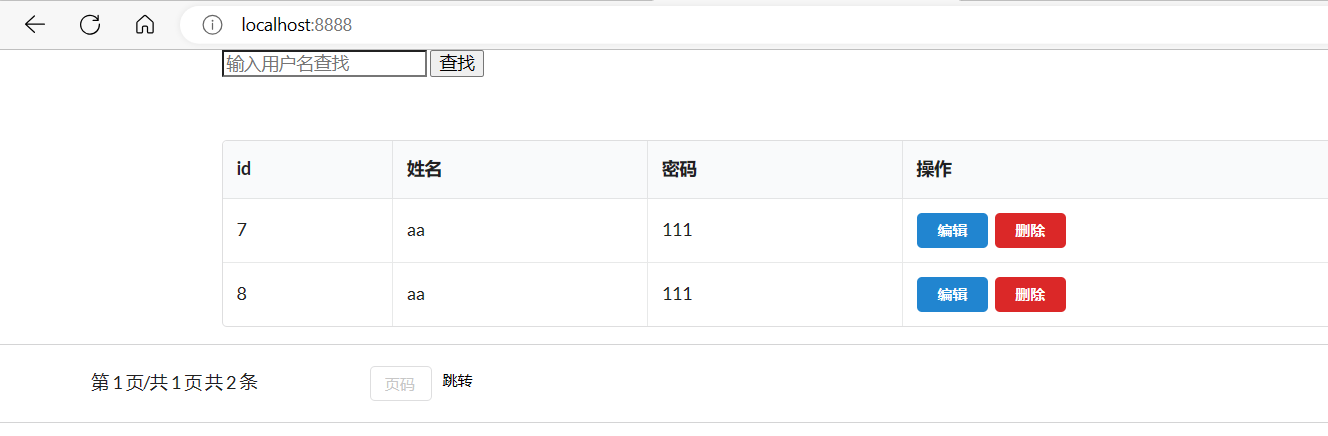 localhost:8888
输入用户名查找 查找
id 姓名 密码 操作
7 aa 111 编辑 删除
8 aa 111 编辑 删除
第 1 页/共 1 页 共 2 条 页码 跳转